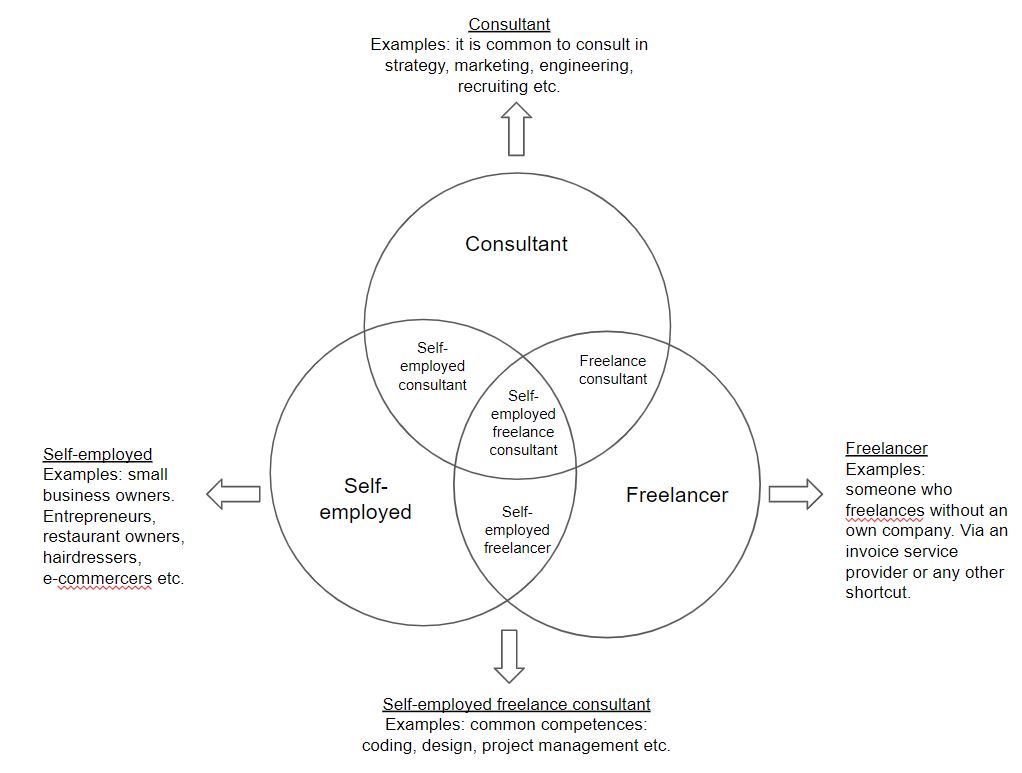 Consultant
Examples: it is common to consult in
strategy, marketing, engineering,
recruiting etc.
Consultant
Self-
employed
consultant
Freelance
consultant
Self-
employed
freelance
consultant
Self-
employed
Freelancer
Self-
employed
freelancer
Self-employed
Examples: small
business owners.
Entrepreneurs,
restaurant owners,
hairdressers,
e-commercers etc.
Freelancer
Examples:
someone who
freelances without an
own company. Via an
invoice service
provider or any other
shortcut.
Self-employed freelance consultant
Examples: common competences:
coding, design, project management etc.